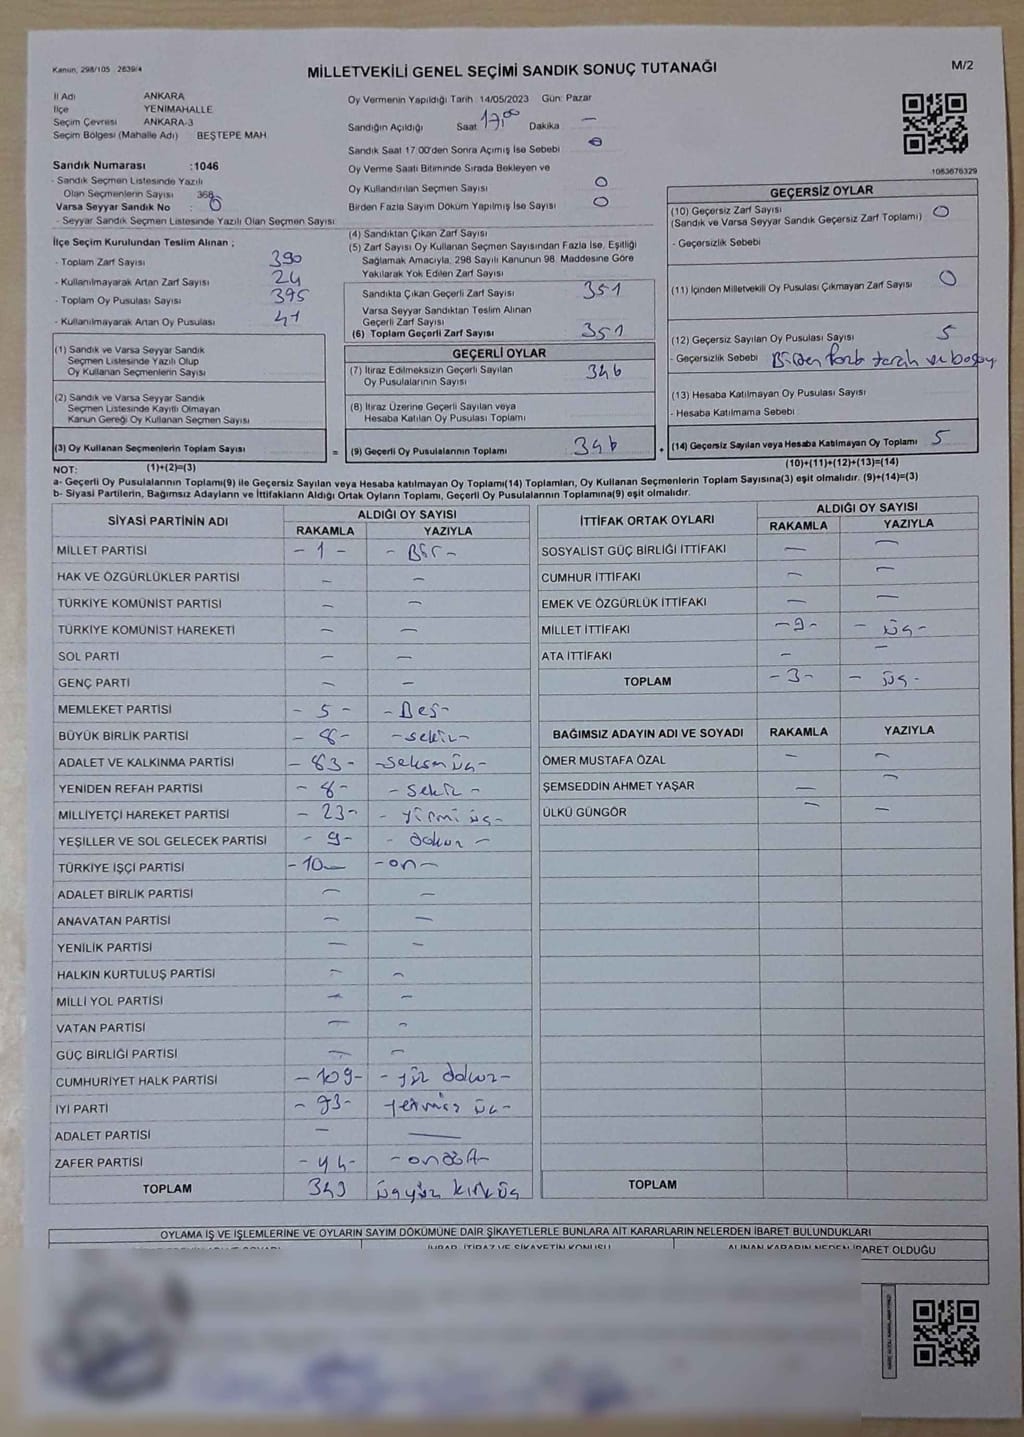 Kanun, 298/105 2839/4
MİLLETVEKİLİ GENEL SEÇİMİ SANDIK SONUÇ TUTANAĞI
M/2
İl Adı ANKARA
İlçe YENİMAHALLE
Seçim Çevresi ANKARA-3
Seçim Bölgesi (Mahalle Adı) BEŞTEPE MAH
Sandık Numarası :1046
- Sandık Seçmen Listesinde Yazılı
Olan Seçmenlerin Sayısı 368
Varsa Seyyar Sandık No : 0
- Seyyar Sandık Seçmen Listesinde Yazılı Olan Seçmen Sayısı:
İlçe Seçim Kurulundan Teslim Alınan ;
- Toplam Zarf Sayısı 390
- Kullanılmayarak Artan Zarf Sayısı 24
- Toplam Oy Pusulası Sayısı 395
- Kullanılmayarak Artan Oy Pusulası 41
(1) Sandık ve Varsa Seyyar Sandık
Seçmen Listesinde Yazılı Olup
Oy Kullanan Seçmenlerin Sayısı
(2) Sandık ve Varsa Seyyar Sandık
Seçmen Listesinde Kayıtlı Olmayan
Kanun Gereği Oy Kullanan Seçmen Sayısı
(3) Oy Kullanan Seçmenlerin Toplam Sayısı
Oy Vermenin Yapıldığı Tarih 14/05/2023 Gün: Pazar
Sandığın Açıldığı Saat 17,00 Dakika —
Sandık Saat 17:00'den Sonra Açılmış İse Sebebi
Oy Verme Saati Bitiminde Sırada Bekleyen ve
Oy Kullandırılan Seçmen Sayısı 0
Birden Fazla Sayım Döküm Yapılmış İse Sayısı 0
(4) Sandıktan Çıkan Zarf Sayısı
(5) Zarf Sayısı Oy Kullanan Seçmen Sayısından Fazla İse, Eşitliği
Sağlamak Amacıyla, 298 Sayılı Kanunun 98. Maddesine Göre
Yakılarak Yok Edilen Zarf Sayısı
Sandıkta Çıkan Geçerli Zarf Sayısı 351
Varsa Seyyar Sandıktan Teslim Alınan
Geçerli Zarf Sayısı
(6) Toplam Geçerli Zarf Sayısı 351
GEÇERLİ OYLAR
(7) İtiraz Edilmeksizin Geçerli Sayılan
Oy Pusulalarının Sayısı 346
(8) İtiraz Üzerine Geçerli Sayılan veya
Hesaba Katılan Oy Pusulası Toplamı
= (9) Geçerli Oy Pusulalarının Toplamı 346
1083676329
GEÇERSİZ OYLAR
(10) Geçersiz Zarf Sayısı 0
(Sandık ve Varsa Seyyar Sandık Geçersiz Zarf Toplamı)
- Geçersizlik Sebebi
(11) İçinden Milletvekili Oy Pusulası Çıkmayan Zarf Sayısı 0
(12) Geçersiz Sayılan Oy Pusulası Sayısı 5
- Geçersizlik Sebebi Birden fazla tercih ve boş oy
(13) Hesaba Katılmayan Oy Pusulası Sayısı
- Hesaba Katılmama Sebebi
+ (14) Geçersiz Sayılan veya Hesaba Katılmayan Oy Toplamı 5
NOT: (1)+(2)=(3)
(10)+(11)+(12)+(13)=(14)
a- Geçerli Oy Pusulalarının Toplamı(9) ile Geçersiz Sayılan veya Hesaba katılmayan Oy Toplamı(14) Toplamları, Oy Kullanan Seçmenlerin Toplam Sayısına(3) eşit olmalıdır. (9)+(14)=(3)
b- Siyasi Partilerin, Bağımsız Adayların ve İttifakların Aldığı Ortak Oyların Toplamı, Geçerli Oy Pusulalarının Toplamına(9) eşit olmalıdır.
SİYASİ PARTİNİN ADI ALDIĞI OY SAYISI
RAKAMLA YAZIYLA
MİLLET PARTİSİ - 1 - - Bir -
HAK VE ÖZGÜRLÜKLER PARTİSİ — —
TÜRKİYE KOMÜNİST PARTİSİ — —
TÜRKİYE KOMÜNİST HAREKETİ — —
SOL PARTİ — —
GENÇ PARTİ — —
MEMLEKET PARTİSİ - 5 - - Beş -
BÜYÜK BİRLİK PARTİSİ - 8 - - sekiz -
ADALET VE KALKINMA PARTİSİ - 83 - - seksen üç -
YENİDEN REFAH PARTİSİ - 8 - - sekiz -
MİLLİYETÇİ HAREKET PARTİSİ - 23 - - yirmi üç -
YEŞİLLER VE SOL GELECEK PARTİSİ - 9 - - dokuz -
TÜRKİYE İŞÇİ PARTİSİ - 10 - - on -
ADALET BİRLİK PARTİSİ — —
ANAVATAN PARTİSİ — —
YENİLİK PARTİSİ — —
HALKIN KURTULUŞ PARTİSİ — —
MİLLİ YOL PARTİSİ — —
VATAN PARTİSİ — —
GÜÇ BİRLİĞİ PARTİSİ — —
CUMHURİYET HALK PARTİSİ - 109 - - yüz dokuz -
İYİ PARTİ - 73 - yetmiş üç -
ADALET PARTİSİ — —
ZAFER PARTİSİ - 14 - - ondört -
TOPLAM 343 üçyüz kırküç
İTTİFAK ORTAK OYLARI ALDIĞI OY SAYISI
RAKAMLA YAZIYLA
SOSYALİST GÜÇ BİRLİĞİ İTTİFAKI — —
CUMHUR İTTİFAKI — —
EMEK VE ÖZGÜRLÜK İTTİFAKI — —
MİLLET İTTİFAKI - 3 - - üç -
ATA İTTİFAKI — —
TOPLAM - 3 - - üç -
BAĞIMSIZ ADAYIN ADI VE SOYADI RAKAMLA YAZIYLA
ÖMER MUSTAFA ÖZAL — —
ŞEMSEDDİN AHMET YAŞAR — —
ÜLKÜ GÜNGÖR — —
TOPLAM
OYLAMA İŞ VE İŞLEMLERİNE VE OYLARIN SAYIM DÖKÜMÜNE DAİR ŞİKAYETLERLE BUNLARA AİT KARARLARIN NELERDEN İBARET BULUNDUKLARI
İHBAR, İTİRAZ VE ŞİKAYETİN KONUSU ALINAN KARARIN NEDEN İBARET OLDUĞU